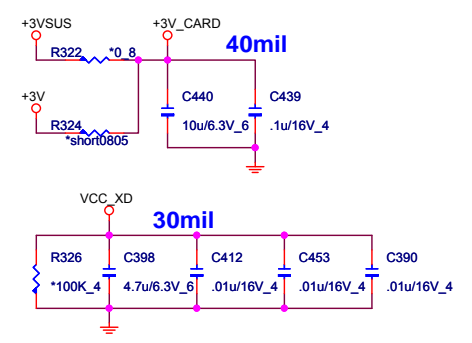 +3VSUS +3V_CARD
40mil
R322 *0_8
+3V C440 C439
R324 10u/6.3V_6 .1u/16V_4
*short0805
VCC_XD
30mil
R326 C398 C412 C453 C390
*100K_4 4.7u/6.3V_6 .01u/16V_4 .01u/16V_4 .01u/16V_4